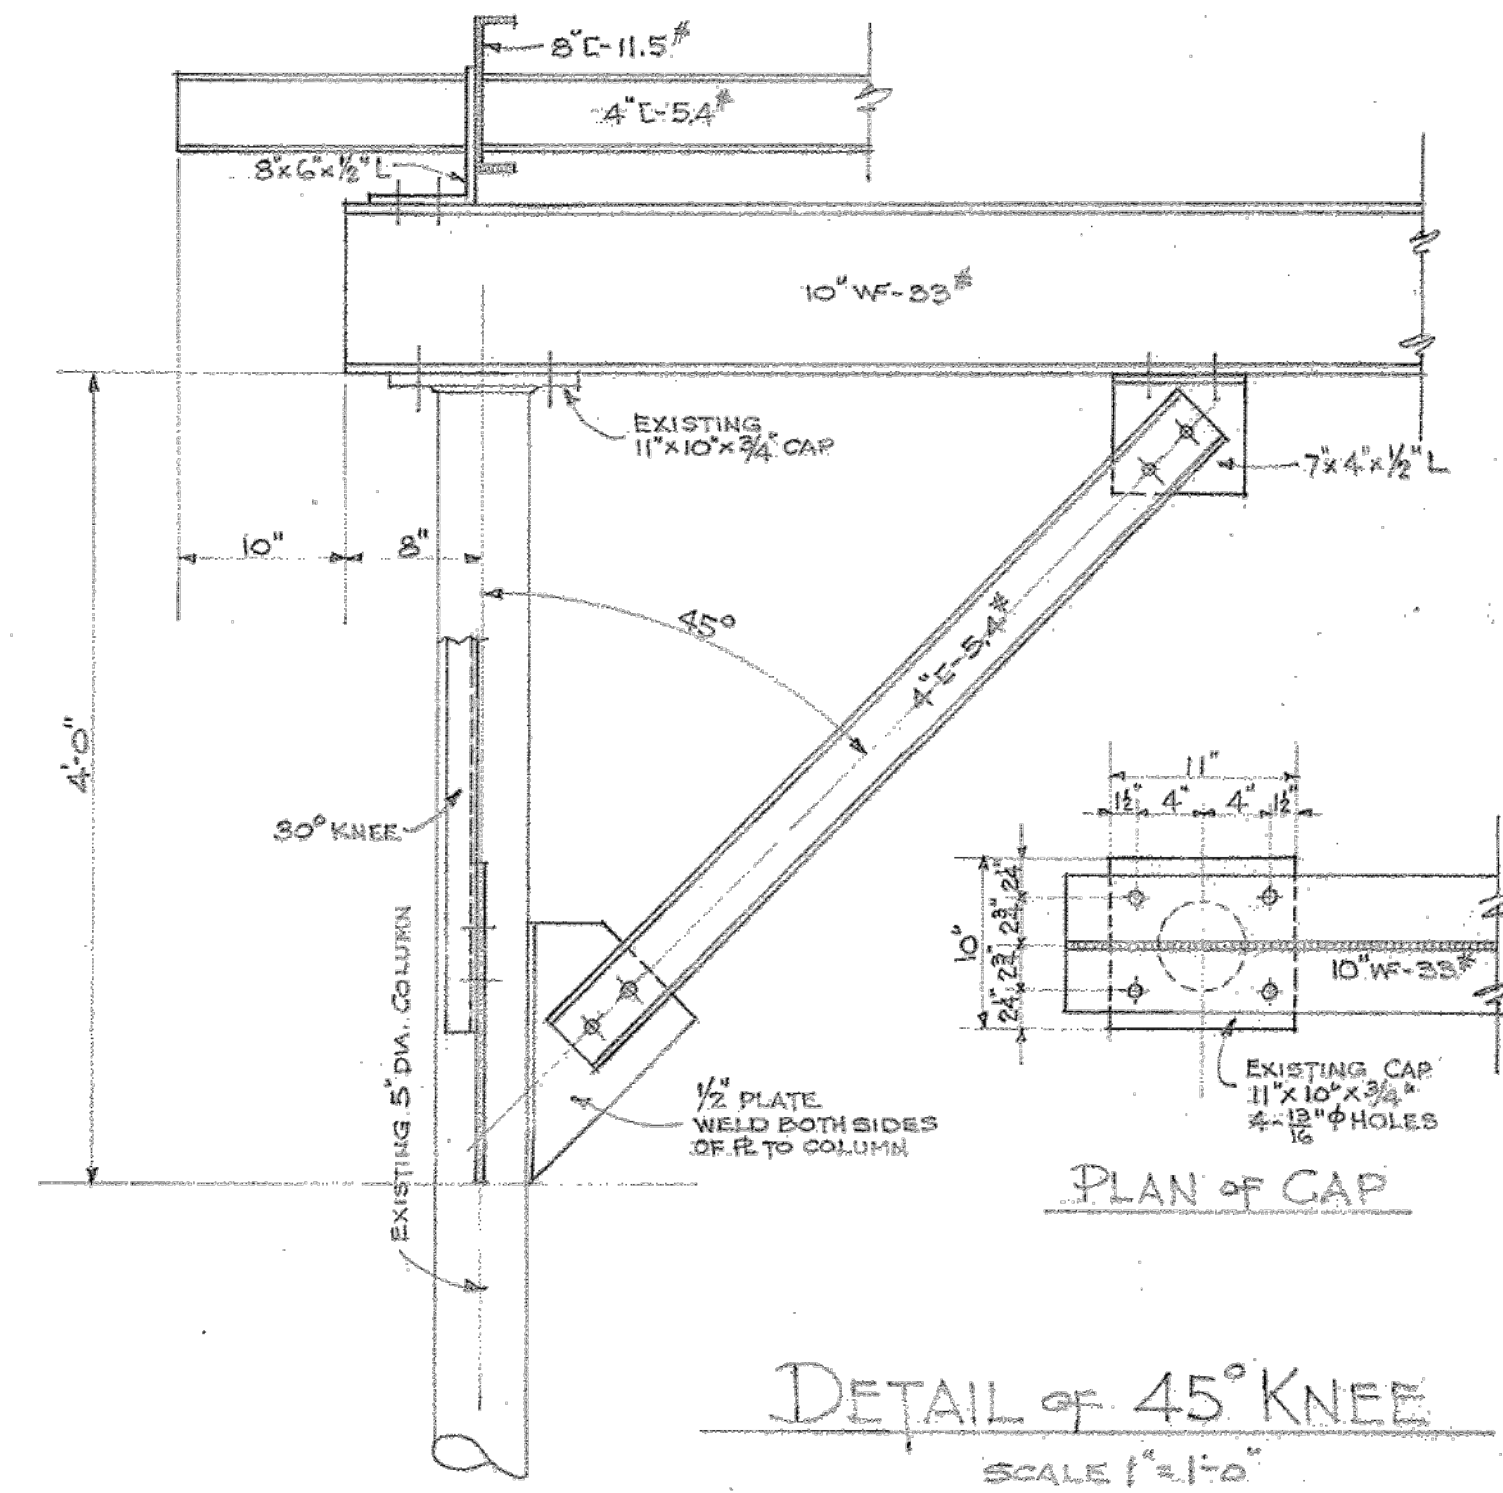 8"[-11.5#
4"[-5.4#
8"x6"x½"L
10"WF-33#
EXISTING
11"x10"x¾" CAP
7"x4"x½"L
10"
8"
45°
4"[-5.4#
4'-0"
30° KNEE
EXISTING 5" DIA. COLUMN
½" PLATE
WELD BOTH SIDES
OF ℙL TO COLUMN
11"
1½" 4" 4" 1½"
10"
2¼" 2¾" 2¾" 2¼"
10"WF-33#
EXISTING CAP
11"x10"x¾"
4-13/16"ϕ HOLES
PLAN OF CAP
DETAIL OF 45° KNEE
SCALE 1"=1'-0"